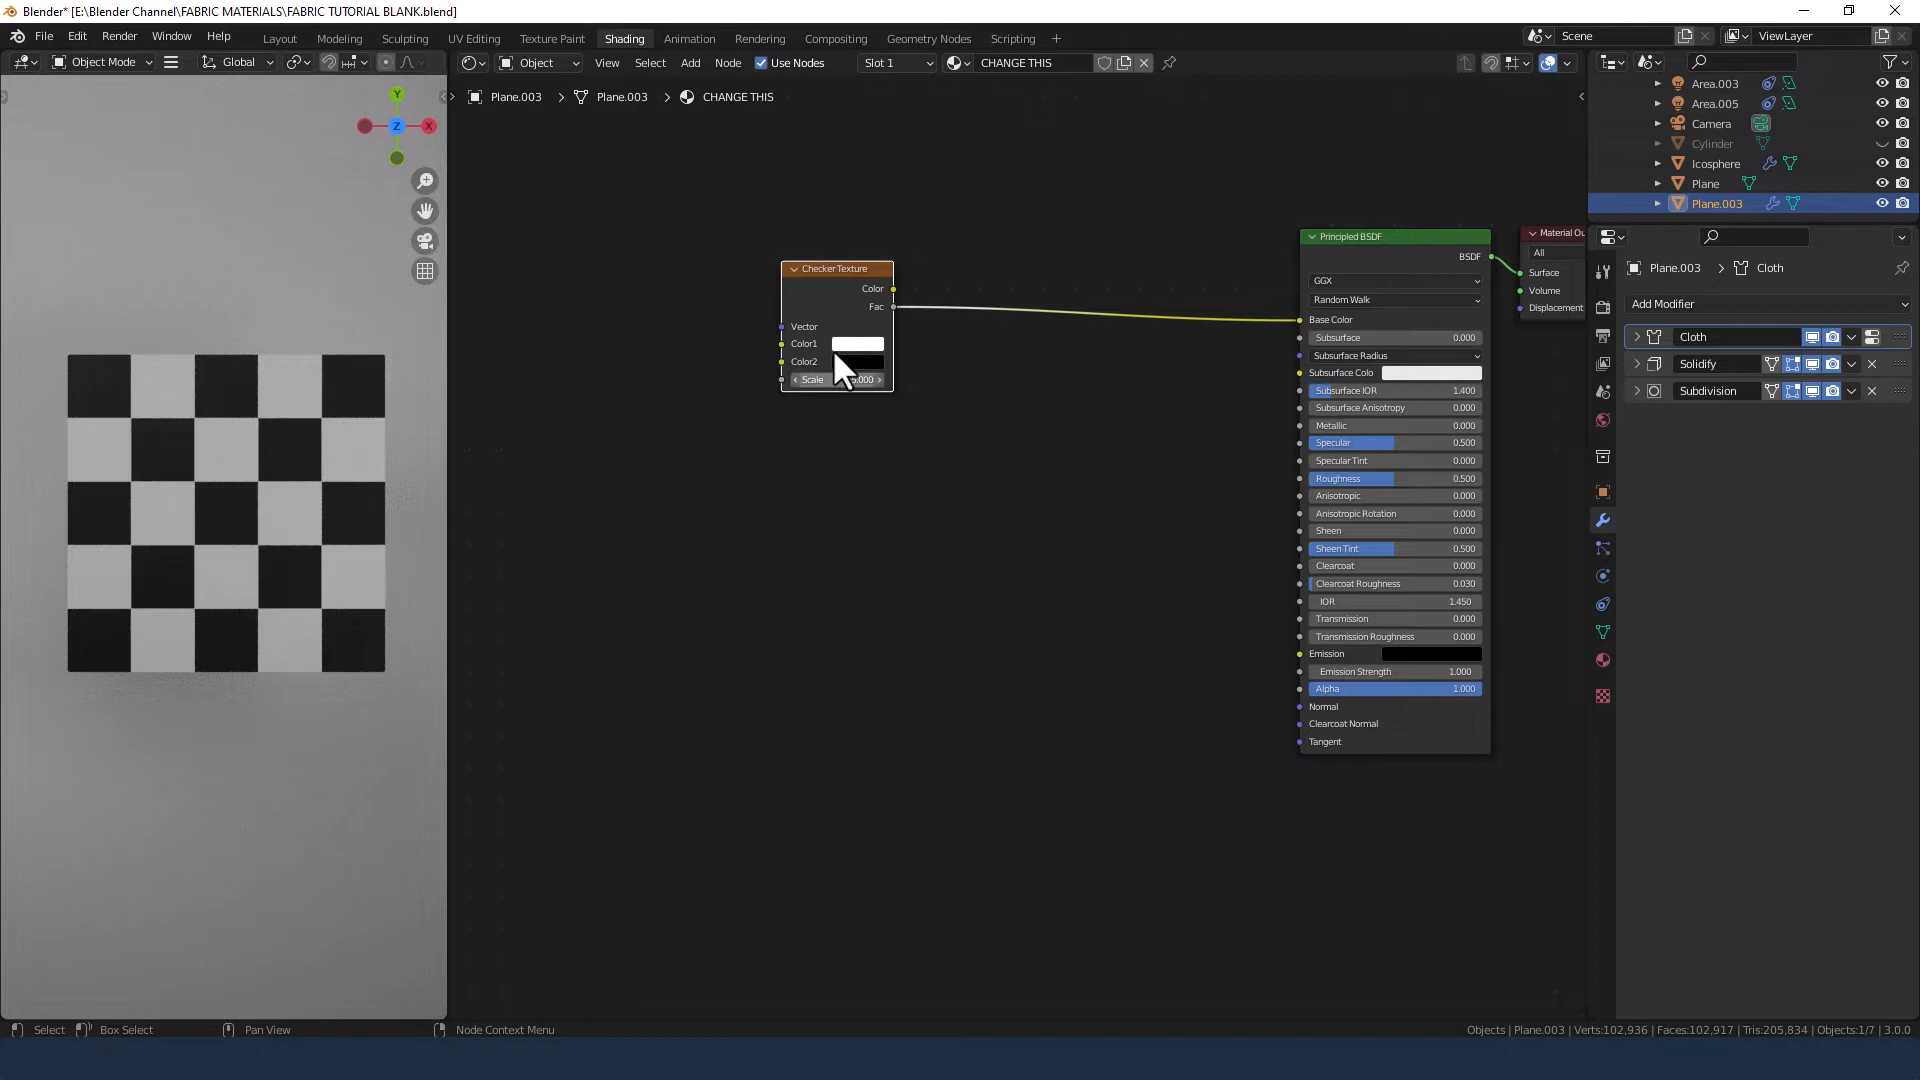 Blender* [E:\Blender Channel\FABRIC MATERIALS\FABRIC TUTORIAL BLANK.blend]
File Edit Render Window Help Layout Modeling Sculpting UV Editing Texture Paint Shading Animation Rendering Compositing Geometry Nodes Scripting + Scene ViewLayer
Object Mode Global Object View Select Add Node Use Nodes Slot 1 CHANGE THIS
Plane.003 > Plane.003 > CHANGE THIS
Y
Z X
Area.003
Area.005
Camera
Cylinder
Icosphere
Plane
Plane.003
Plane.003 > Cloth
Add Modifier
Cloth
Solidify
Subdivision
Checker Texture
Color
Fac
Vector
Color1
Color2
Scale
Principled BSDF
BSDF
GGX
Random Walk
Base Color
Subsurface 0.000
Subsurface Radius
Subsurface Colo
Subsurface IOR 1.400
Subsurface Anisotropy 0.000
Metallic 0.000
Specular 0.500
Specular Tint 0.000
Roughness 0.500
Anisotropic 0.000
Anisotropic Rotation 0.000
Sheen 0.000
Sheen Tint 0.500
Clearcoat 0.000
Clearcoat Roughness 0.030
IOR 1.450
Transmission 0.000
Transmission Roughness 0.000
Emission
Emission Strength 1.000
Alpha 1.000
Normal
Clearcoat Normal
Tangent
Material Ou
All
Surface
Volume
Displacement
Select Box Select Pan View Node Context Menu Objects | Plane.003 | Verts:102,936 | Faces:102,917 | Tris:205,834 | Objects:1/7 | 3.0.0